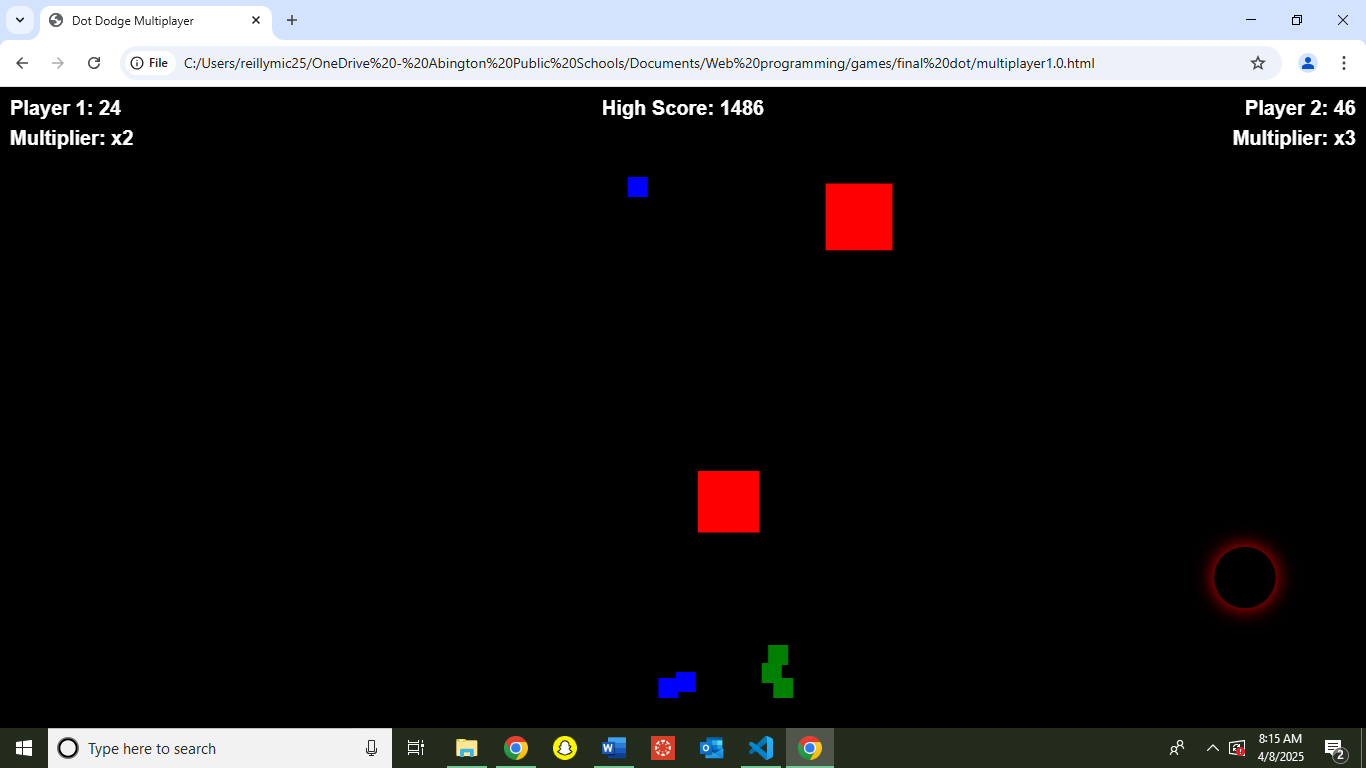 Dot Dodge Multiplayer
File
C:/Users/reillymic25/OneDrive%20-%20Abington%20Public%20Schools/Documents/Web%20programming/games/final%20dot/multiplayer1.0.html
Player 1: 24
High Score: 1486
Player 2: 46
Multiplier: x2
Multiplier: x3
Type here to search
8:15 AM
4/8/2025
2